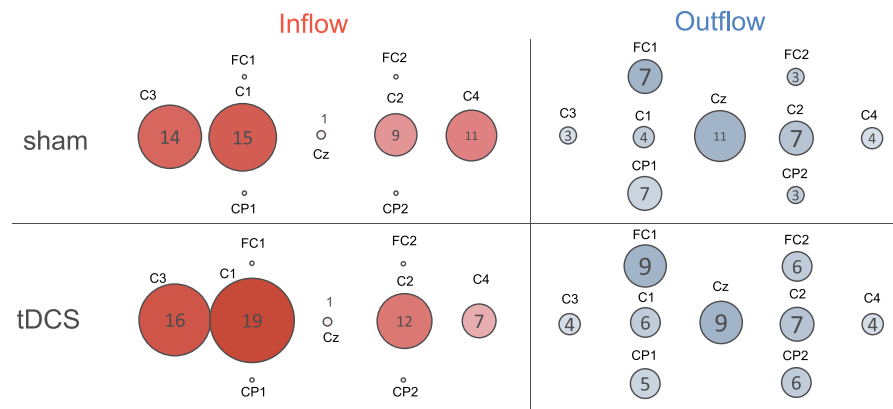 Inflow
Outflow
FC1
FC2
C3
C1
C2
C4
sham
14
15
1
Cz
9
11
CP1
CP2
FC1
FC2
7
3
C3
C1
Cz
C2
C4
3
4
11
7
4
CP1
CP2
7
3
FC1
FC2
C3
C1
C2
C4
tDCS
16
19
1
Cz
12
7
CP1
CP2
FC1
FC2
9
6
C3
C1
Cz
C2
C4
4
6
9
7
4
CP1
CP2
5
6